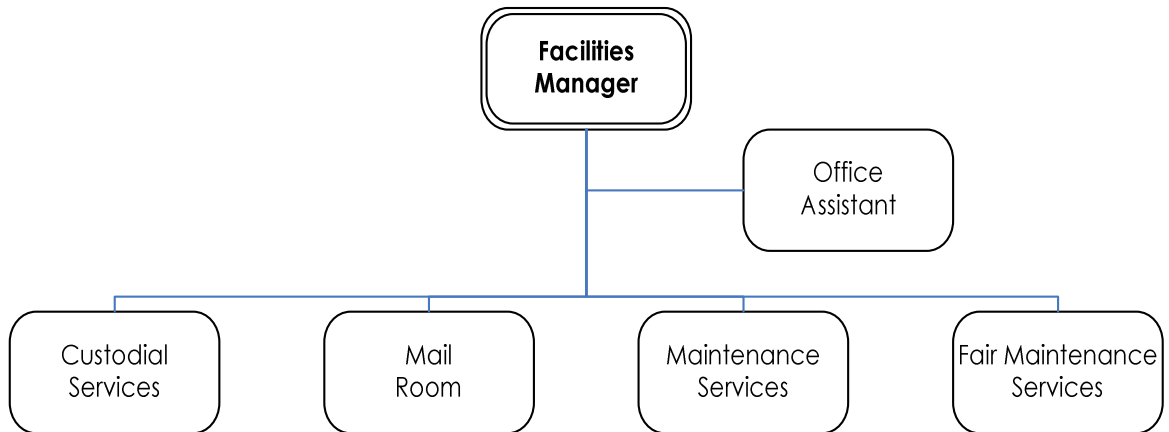 Facilities
Manager
Office
Assistant
Custodial
Services
Mail
Room
Maintenance
Services
Fair Maintenance
Services